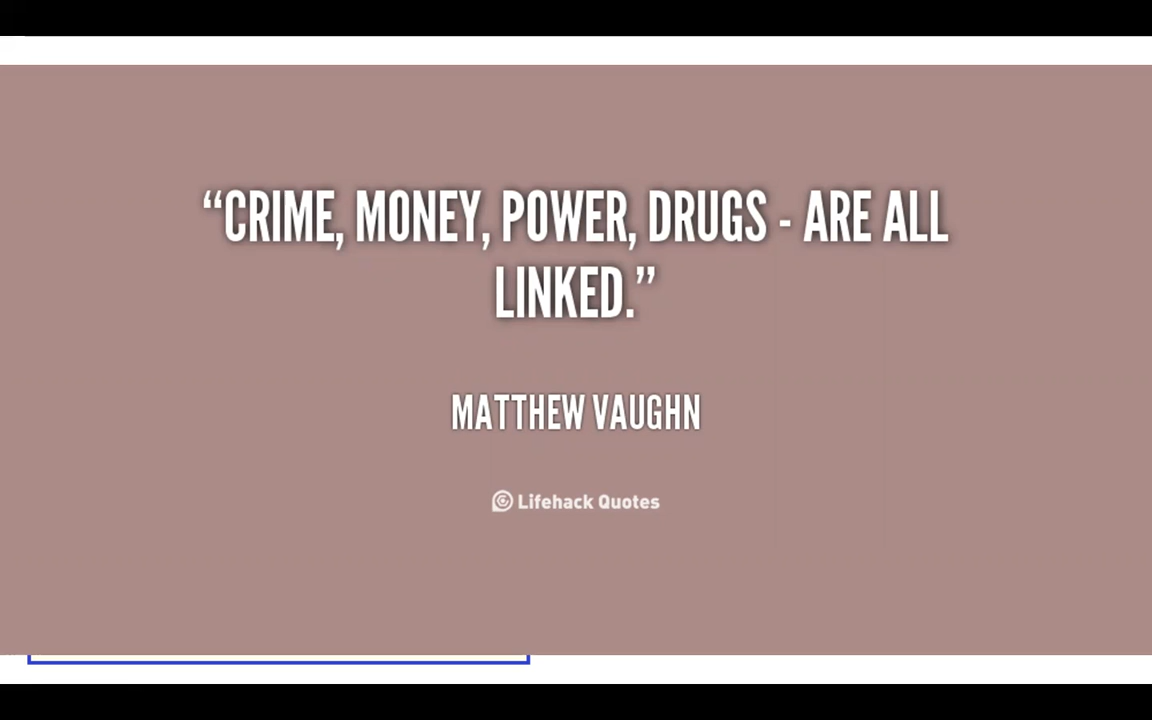 “CRIME, MONEY, POWER, DRUGS - ARE ALL
LINKED.”
MATTHEW VAUGHN
Lifehack Quotes